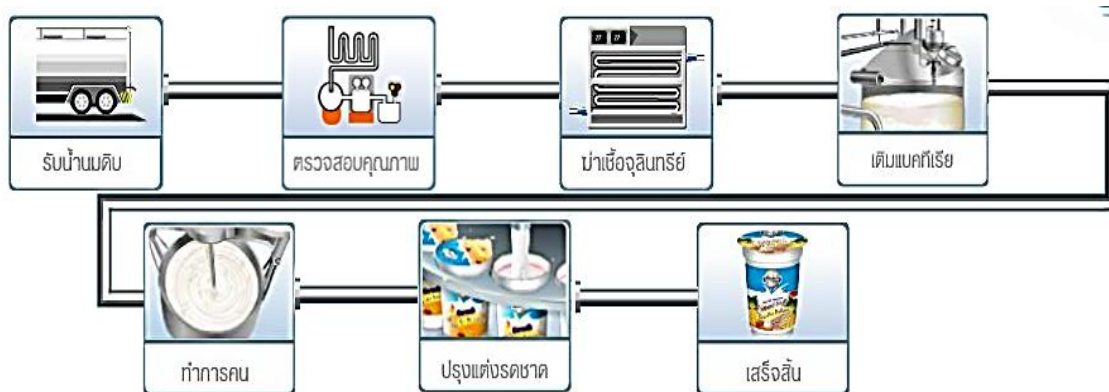 รับน้ำนมดิบ
ตรวจสอบคุณภาพ
ฆ่าเชื้อจุลินทรีย์
เติมแบคทีเรีย
ทำการคน
ปรุงแต่งรดชาด
เสร็จสิ้น